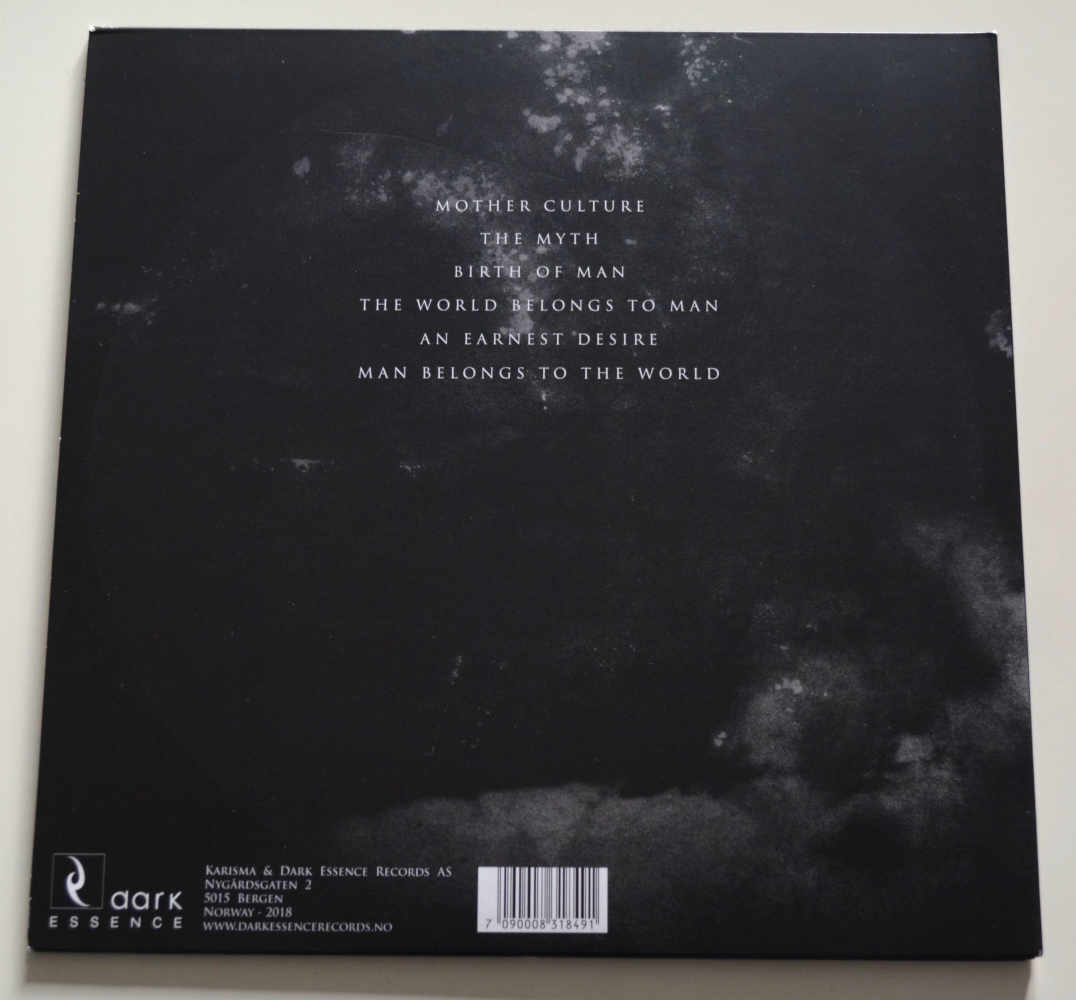 MOTHER CULTURE
THE MYTH
BIRTH OF MAN
THE WORLD BELONGS TO MAN
AN EARNEST DESIRE
MAN BELONGS TO THE WORLD
dark
ESSENCE
KARISMA & DARK ESSENCE RECORDS AS
NYGÅRDSGATEN 2
5015 BERGEN
NORWAY - 2018
WWW.DARKESSENCERECORDS.NO
7 090008 318491